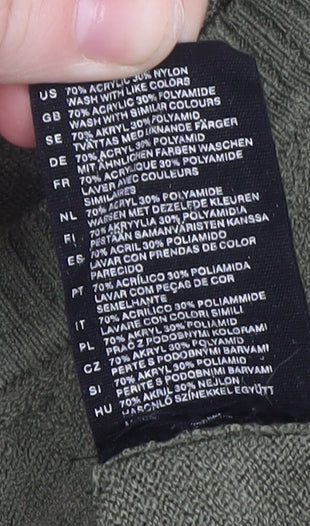 US 70% ACRYLIC 30% NYLON
WASH WITH LIKE COLORS
GB 70% ACRYLIC 30% POLYAMIDE
WASH WITH SIMILAR COLOURS
SE 70% AKRYL 30% POLYAMID
TVÄTTAS MED LIKNANDE FÄRGER
DE 70% ACRYL 30% POLYAMID
MIT ÄHNLICHEN FARBEN WASCHEN
FR 70% ACRYLIQUE 30% POLYAMIDE
LAVER AVEC COULEURS
SIMILAIRES
NL 70% ACRYL 30% POLYAMIDE
WASSEN MET DEZELFDE KLEUREN
FI 70% AKRYYLIA 30% POLYAMIDIA
PESTÄÄN SAMANVÄRISTEN KANSSA
ES 70% ACRIL 30% POLIAMIDO
LAVAR CON PRENDAS DE COLOR
PARECIDO
PT 70% ACRÍLICO 30% POLIAMIDA
LAVAR COM PEÇAS DE COR
SEMELHANTE
IT 70% ACRILICO 30% POLIAMMIDE
LAVARE CON COLORI SIMILI
PL 70% AKRYL 30% POLIAMID
PRAĆ Z PODOBNYMI KOLORAMI
CZ 70% AKRYL 30% POLYAMID
PERTE S PODOBNÝMI BARVAMI
SI 70% AKRIL 30% POLIAMID
PERITE S PODOBNIMI BARVAMI
HU 70% AKRIL 30% NEJLON
HASONLÓ SZÍNEKKEL EGYÜTT